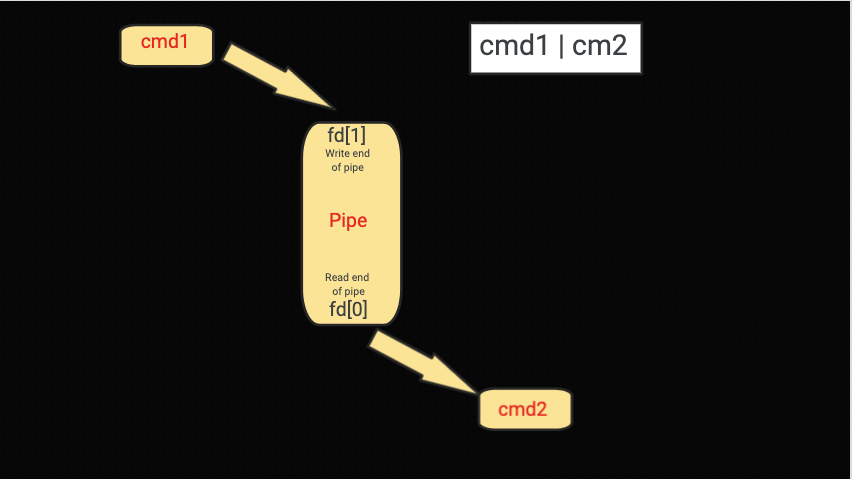 cmd1
cmd1 | cm2
fd[1]
Write end
of pipe
Pipe
Read end
of pipe
fd[0]
cmd2